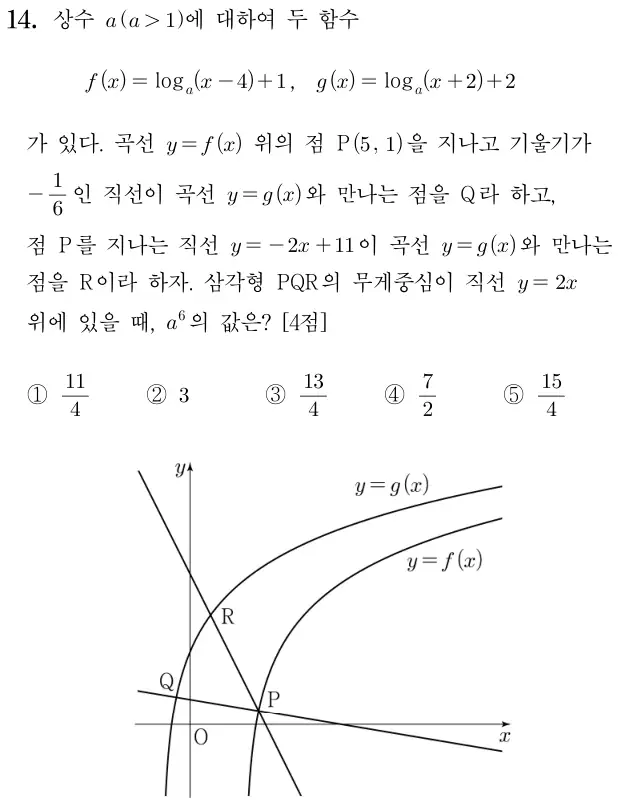 14. 상수 a(a>1)에 대하여 두 함수
f(x)=logₐ(x-4)+1, g(x)=logₐ(x+2)+2
가 있다. 곡선 y=f(x) 위의 점 P(5, 1)을 지나고 기울기가
-1/6인 직선이 곡선 y=g(x)와 만나는 점을 Q라 하고,
점 P를 지나는 직선 y=-2x+11이 곡선 y=g(x)와 만나는
점을 R이라 하자. 삼각형 PQR의 무게중심이 직선 y=2x
위에 있을 때, a⁶의 값은? [4점]
① 11/4 ② 3 ③ 13/4 ④ 7/2 ⑤ 15/4
y
y=g(x)
y=f(x)
R
Q
P
O
x